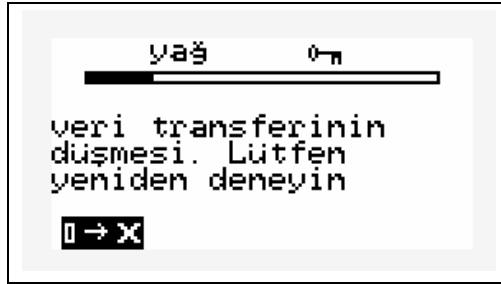 yağ
veri transferinin
düşmesi. Lütfen
yeniden deneyin